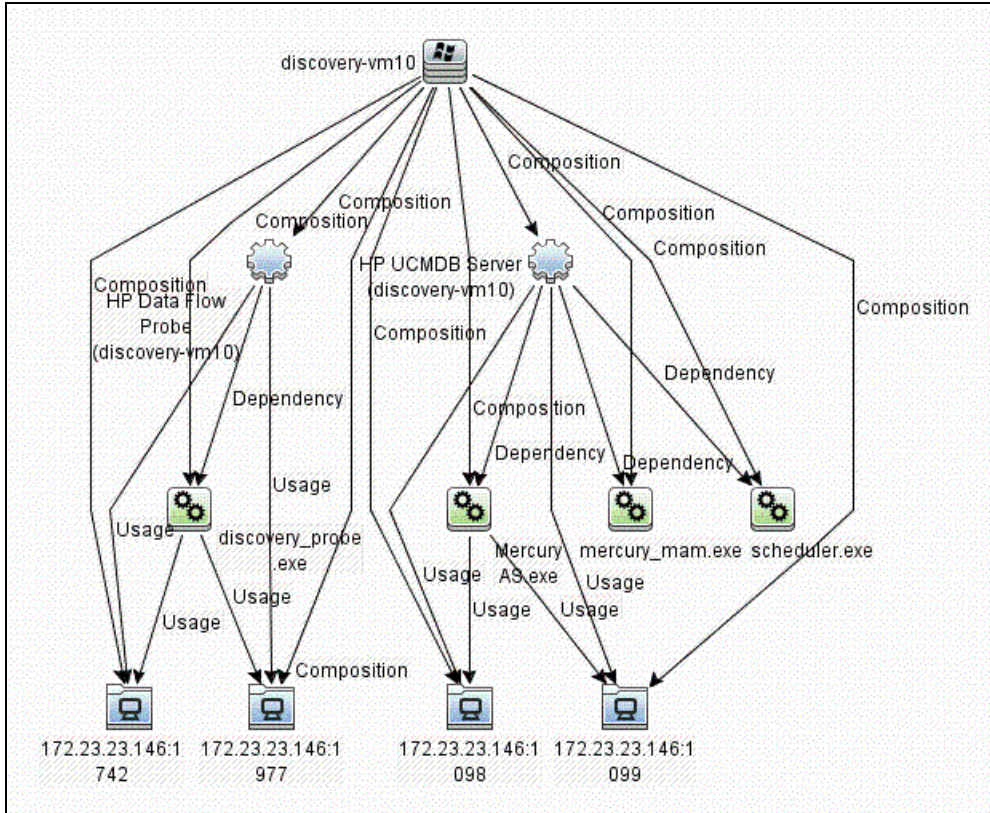 discovery-vm10
Composition
Composition
Composition
Composition
Composition
Composition
HP UCMDB Server
(discovery-vm10)
Composition
HP Data Flow
Probe
(discovery-vm10)
Composition
Composition
Dependency
Dependency
Composition
Dependency
Dependency
Usage
Usage
discovery_probe
.exe
Mercury
AS.exe
mercury_mam.exe
scheduler.exe
Usage
Usage
Usage
Usage
Usage
Usage
Composition
172.23.23.146:1
742
172.23.23.146:1
977
172.23.23.146:1
098
172.23.23.146:1
099